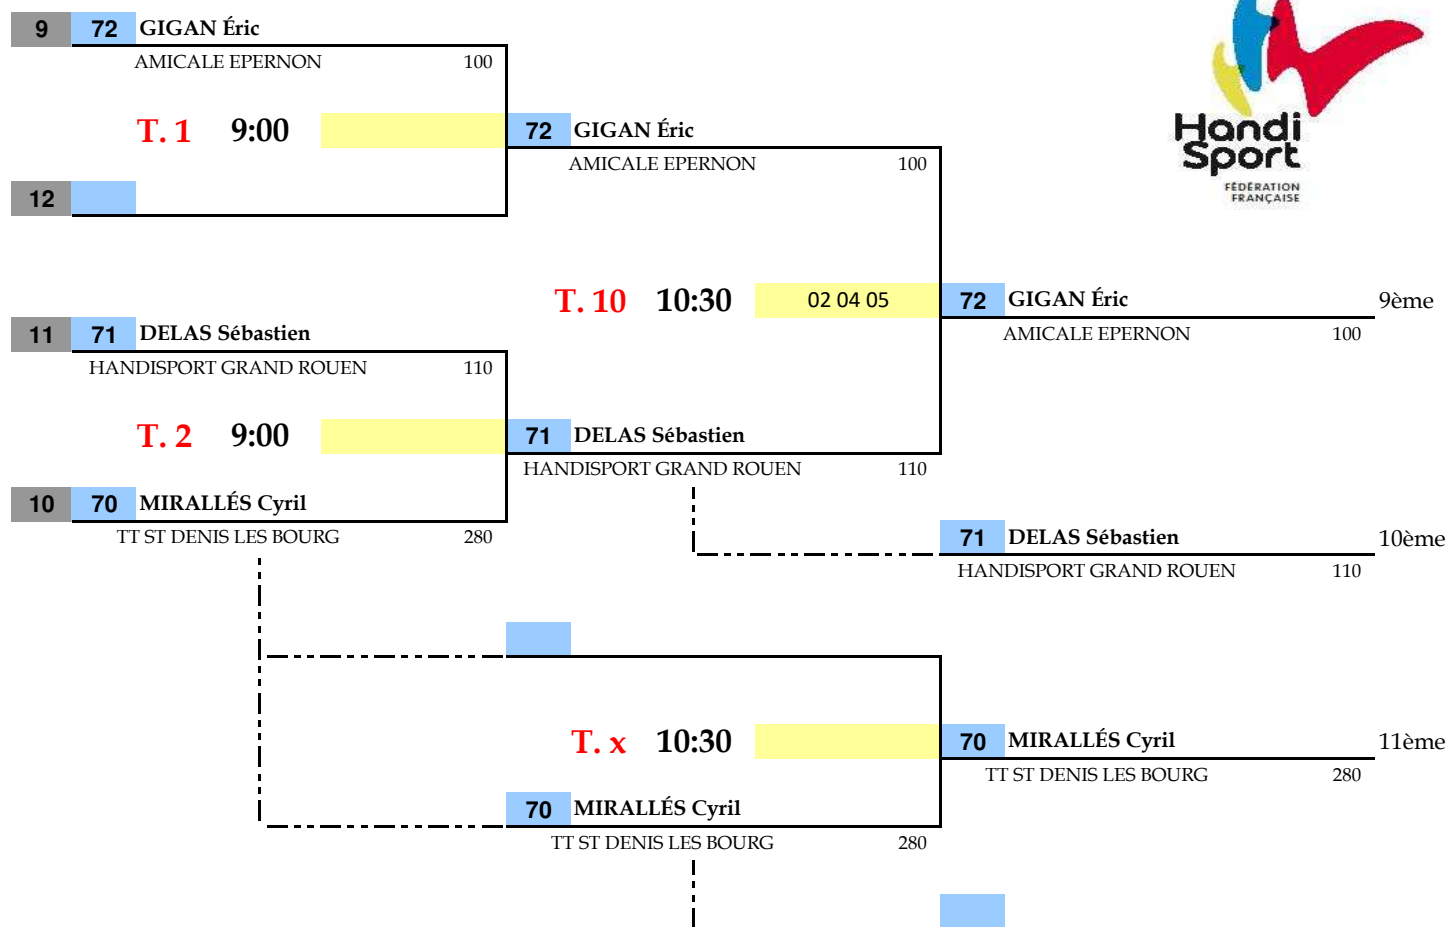 9 72 GIGAN Éric
AMICALE EPERNON 100
T. 1 9:00
72 GIGAN Éric
AMICALE EPERNON 100
12
Handi
Sport
FÉDÉRATION
FRANÇAISE
T. 10 10:30 02 04 05
72 GIGAN Éric 9ème
AMICALE EPERNON 100
11 71 DELAS Sébastien
HANDISPORT GRAND ROUEN 110
T. 2 9:00
71 DELAS Sébastien
HANDISPORT GRAND ROUEN 110
10 70 MIRALLÉS Cyril
TT ST DENIS LES BOURG 280
71 DELAS Sébastien 10ème
HANDISPORT GRAND ROUEN 110
T. x 10:30
70 MIRALLÉS Cyril 11ème
TT ST DENIS LES BOURG 280
70 MIRALLÉS Cyril
TT ST DENIS LES BOURG 280